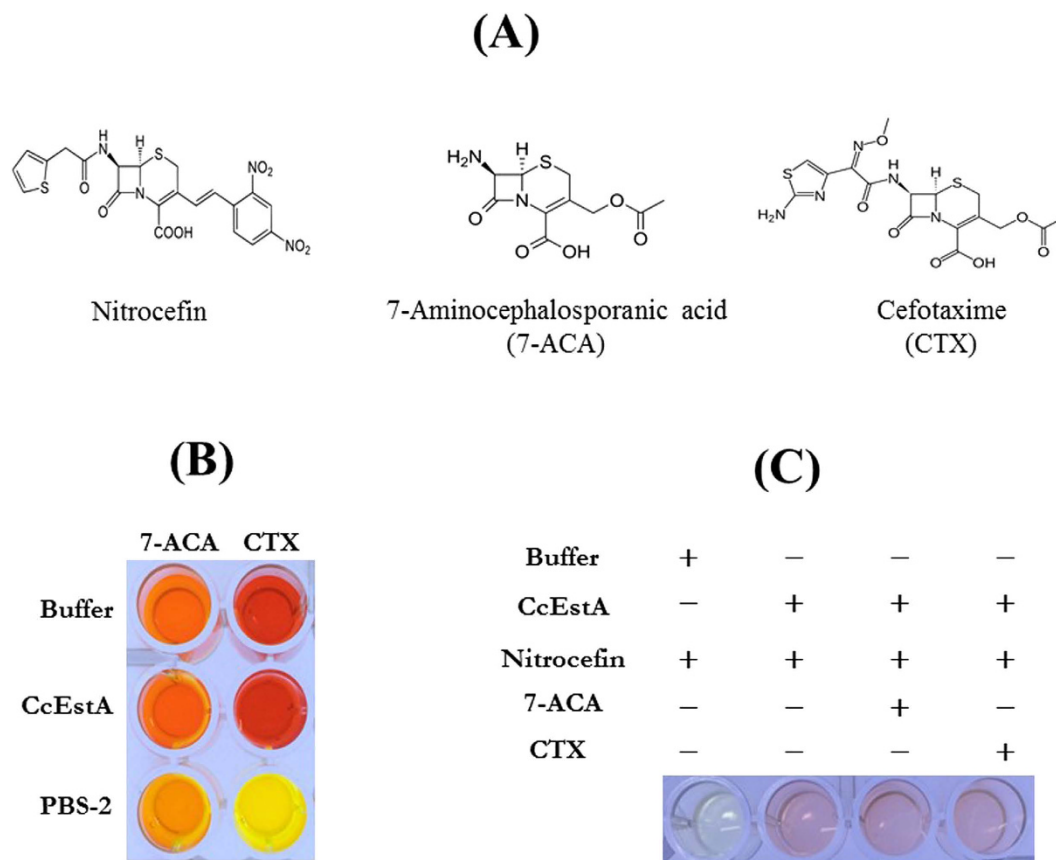 (A)
H N H S NO₂ S O N O COOH NO₂
H₂N H S N O O O OH O
N O S N H₂N O H N H S N O O O OH O
Nitrocefin
7-Aminocephalosporanic acid
(7-ACA)
Cefotaxime
(CTX)
(B)
7-ACA CTX
Buffer
CcEstA
PBS-2
(C)
Buffer + – – –
CcEstA – + + +
Nitrocefin + + + +
7-ACA – – + –
CTX – – – +